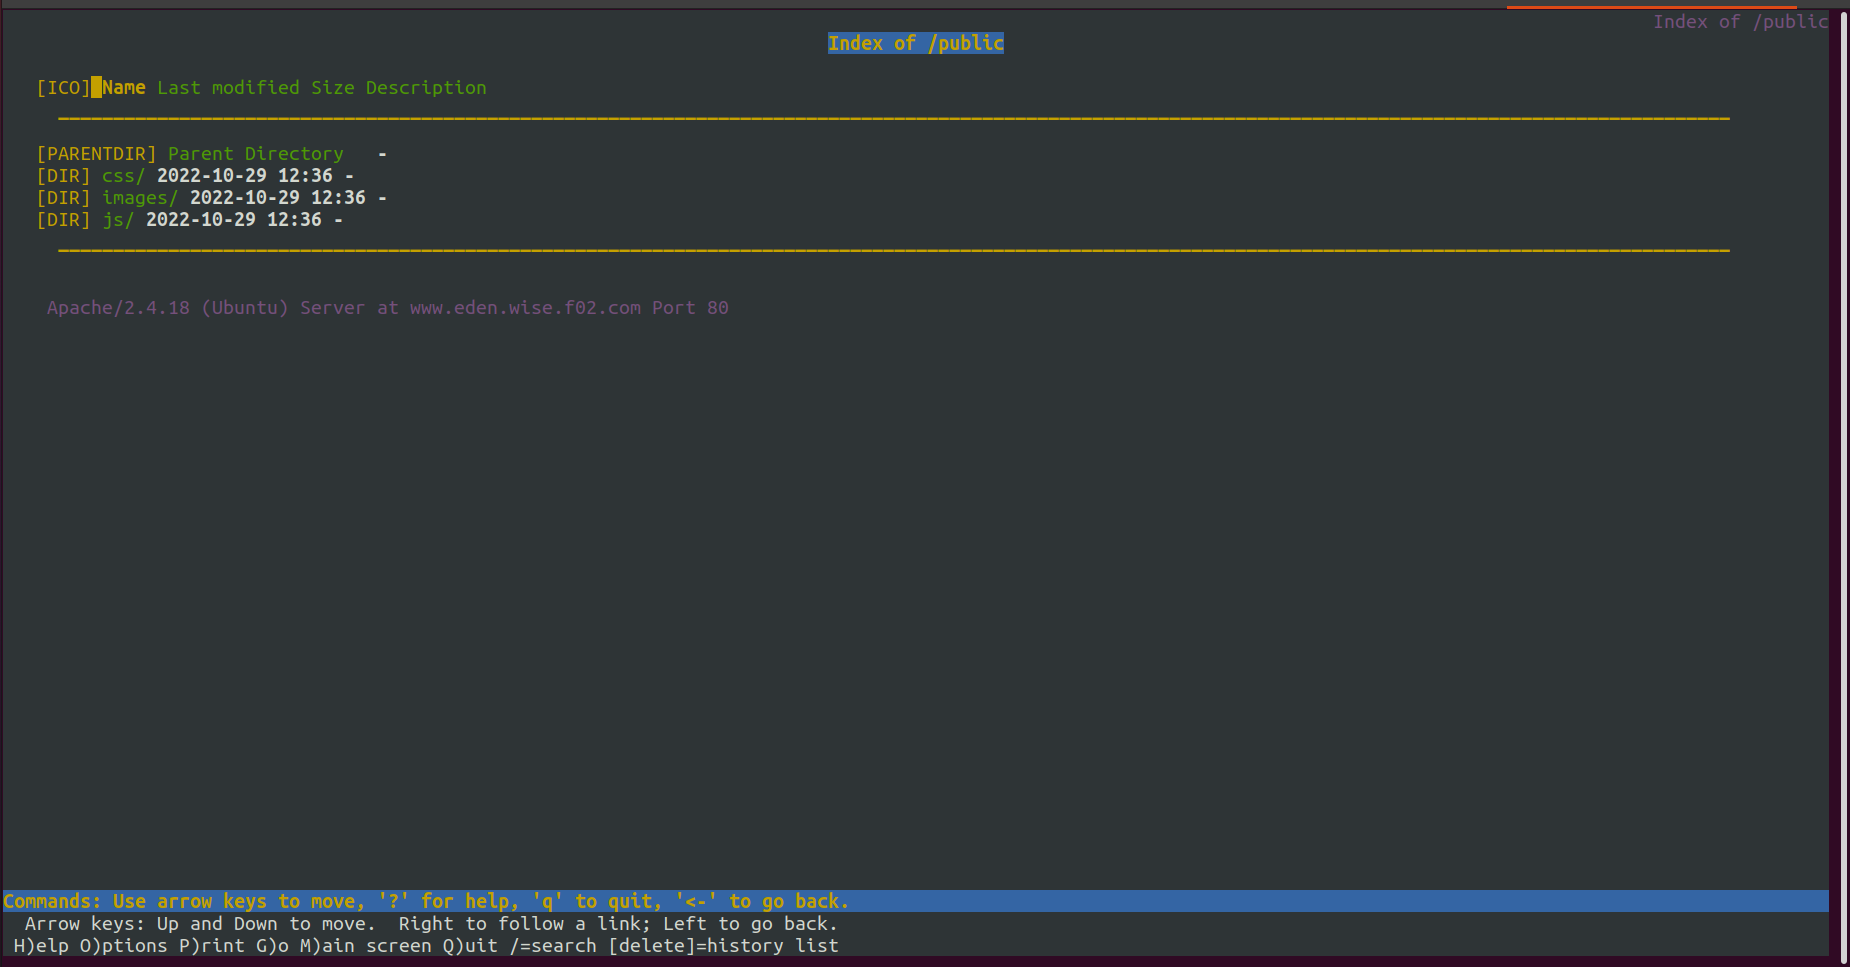 Index of /public
Index of /public
[ICO] Name Last modified Size Description
[PARENTDIR] Parent Directory   -
[DIR] css/ 2022-10-29 12:36 -
[DIR] images/ 2022-10-29 12:36 -
[DIR] js/ 2022-10-29 12:36 -
Apache/2.4.18 (Ubuntu) Server at www.eden.wise.f02.com Port 80
Commands: Use arrow keys to move, '?' for help, 'q' to quit, '<-' to go back.
Arrow keys: Up and Down to move.  Right to follow a link; Left to go back.
H)elp O)ptions P)rint G)o M)ain screen Q)uit /=search [delete]=history list